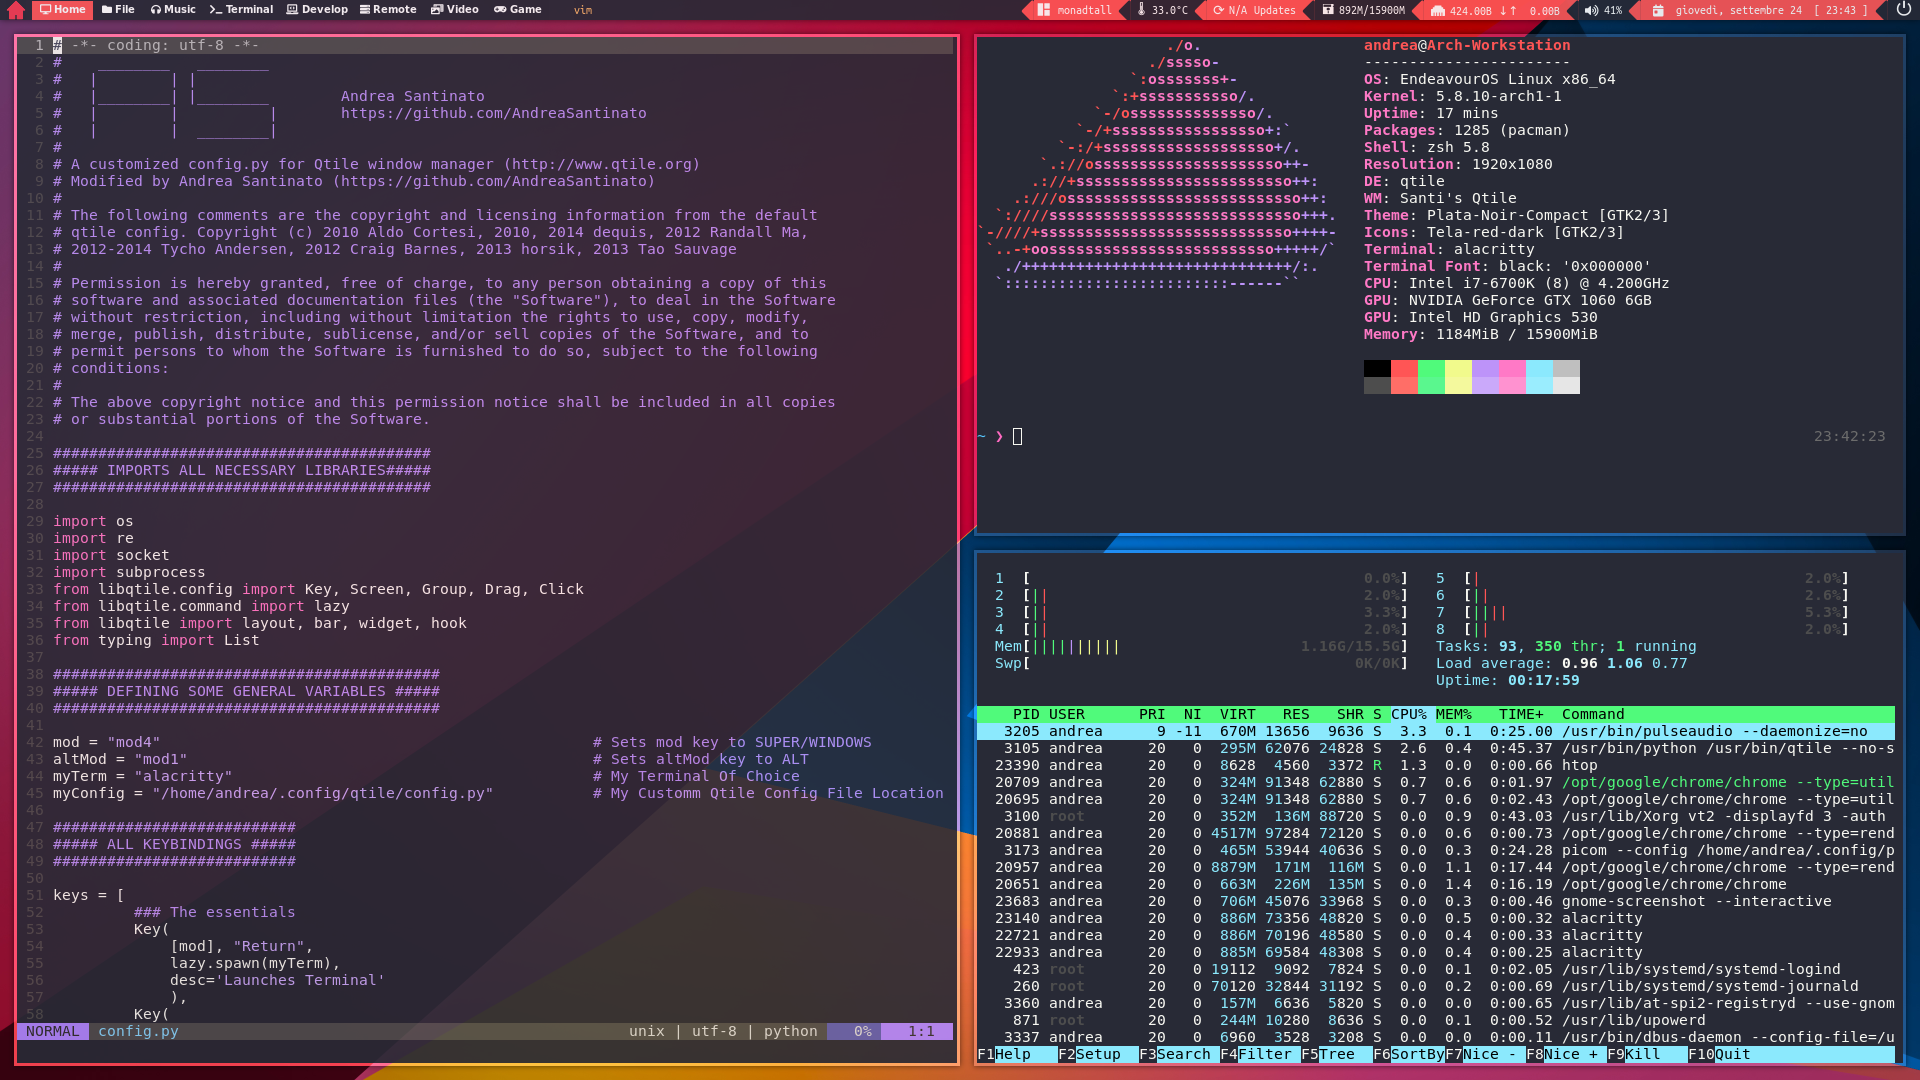 Home File Music Terminal Develop Remote Video Game vim monadtall 33.0°C N/A Updates 892M/15900M 424.00B ↓↑ 0.00B 41% giovedì, settembre 24 [ 23:43 ]
1 # -*- coding: utf-8 -*-
2 #
3 #
4 # Andrea Santinato
5 # https://github.com/AndreaSantinato
6 #
7 #
8 # A customized config.py for Qtile window manager (http://www.qtile.org)
9 # Modified by Andrea Santinato (https://github.com/AndreaSantinato)
10 #
11 # The following comments are the copyright and licensing information from the default
12 # qtile config. Copyright (c) 2010 Aldo Cortesi, 2010, 2014 dequis, 2012 Randall Ma,
13 # 2012-2014 Tycho Andersen, 2012 Craig Barnes, 2013 horsik, 2013 Tao Sauvage
14 #
15 # Permission is hereby granted, free of charge, to any person obtaining a copy of this
16 # software and associated documentation files (the "Software"), to deal in the Software
17 # without restriction, including without limitation the rights to use, copy, modify,
18 # merge, publish, distribute, sublicense, and/or sell copies of the Software, and to
19 # permit persons to whom the Software is furnished to do so, subject to the following
20 # conditions:
21 #
22 # The above copyright notice and this permission notice shall be included in all copies
23 # or substantial portions of the Software.
24
25 ##########################################
26 ##### IMPORTS ALL NECESSARY LIBRARIES#####
27 ##########################################
28
29 import os
30 import re
31 import socket
32 import subprocess
33 from libqtile.config import Key, Screen, Group, Drag, Click
34 from libqtile.command import lazy
35 from libqtile import layout, bar, widget, hook
36 from typing import List
37
38 ###########################################
39 ##### DEFINING SOME GENERAL VARIABLES #####
40 ###########################################
41
42 mod = "mod4" # Sets mod key to SUPER/WINDOWS
43 altMod = "mod1" # Sets altMod key to ALT
44 myTerm = "alacritty" # My Terminal Of Choice
45 myConfig = "/home/andrea/.config/qtile/config.py" # My Customm Qtile Config File Location
46
47 ###########################
48 ##### ALL KEYBINDINGS #####
49 ###########################
50
51 keys = [
52 ### The essentials
53 Key(
54 [mod], "Return",
55 lazy.spawn(myTerm),
56 desc='Launches Terminal'
57 ),
58 Key(
NORMAL config.py unix | utf-8 | python 0% 1:1
andrea@Arch-Workstation
-----------------------
OS: EndeavourOS Linux x86_64
Kernel: 5.8.10-arch1-1
Uptime: 17 mins
Packages: 1285 (pacman)
Shell: zsh 5.8
Resolution: 1920x1080
DE: qtile
WM: Santi's Qtile
Theme: Plata-Noir-Compact [GTK2/3]
Icons: Tela-red-dark [GTK2/3]
Terminal: alacritty
Terminal Font: black: '0x000000'
CPU: Intel i7-6700K (8) @ 4.200GHz
GPU: NVIDIA GeForce GTX 1060 6GB
GPU: Intel HD Graphics 530
Memory: 1184MiB / 15900MiB
~ ❯ 23:42:23
1 [ 0.0%] 5 [| 2.0%]
2 [|| 2.0%] 6 [|| 2.6%]
3 [|| 3.3%] 7 [|||| 5.3%]
4 [|| 2.0%] 8 [|| 2.0%]
Mem[|||||||||| 1.16G/15.5G] Tasks: 93, 350 thr; 1 running
Swp[ 0K/0K] Load average: 0.96 1.06 0.77
Uptime: 00:17:59
PID USER PRI NI VIRT RES SHR S CPU% MEM% TIME+ Command
3205 andrea 9 -11 670M 13656 9636 S 3.3 0.1 0:25.00 /usr/bin/pulseaudio --daemonize=no
3105 andrea 20 0 295M 62076 24828 S 2.6 0.4 0:45.37 /usr/bin/python /usr/bin/qtile --no-s
23390 andrea 20 0 8628 4560 3372 R 1.3 0.0 0:00.66 htop
20709 andrea 20 0 324M 91348 62880 S 0.7 0.6 0:01.97 /opt/google/chrome/chrome --type=util
20695 andrea 20 0 324M 91348 62880 S 0.7 0.6 0:02.43 /opt/google/chrome/chrome --type=util
3100 root 20 0 352M 136M 88720 S 0.0 0.9 0:43.03 /usr/lib/Xorg vt2 -displayfd 3 -auth
20881 andrea 20 0 4517M 97284 72120 S 0.0 0.6 0:00.73 /opt/google/chrome/chrome --type=rend
3173 andrea 20 0 465M 53944 40636 S 0.0 0.3 0:24.28 picom --config /home/andrea/.config/p
20957 andrea 20 0 8879M 171M 116M S 0.0 1.1 0:17.44 /opt/google/chrome/chrome --type=rend
20651 andrea 20 0 663M 226M 135M S 0.0 1.4 0:16.19 /opt/google/chrome/chrome
23683 andrea 20 0 706M 45076 33968 S 0.0 0.3 0:00.46 gnome-screenshot --interactive
23140 andrea 20 0 886M 73356 48820 S 0.0 0.5 0:00.32 alacritty
22721 andrea 20 0 886M 70196 48580 S 0.0 0.4 0:00.33 alacritty
22933 andrea 20 0 885M 69584 48308 S 0.0 0.4 0:00.25 alacritty
423 root 20 0 19112 9092 7824 S 0.0 0.1 0:02.05 /usr/lib/systemd/systemd-logind
260 root 20 0 70120 32844 31192 S 0.0 0.2 0:00.69 /usr/lib/systemd/systemd-journald
3360 andrea 20 0 157M 6636 5820 S 0.0 0.0 0:00.65 /usr/lib/at-spi2-registryd --use-gnom
871 root 20 0 244M 10280 8636 S 0.0 0.1 0:00.52 /usr/lib/upowerd
3337 andrea 20 0 6960 3528 3208 S 0.0 0.0 0:00.11 /usr/bin/dbus-daemon --config-file=/u
F1Help F2Setup F3Search F4Filter F5Tree F6SortBy F7Nice - F8Nice + F9Kill F10Quit